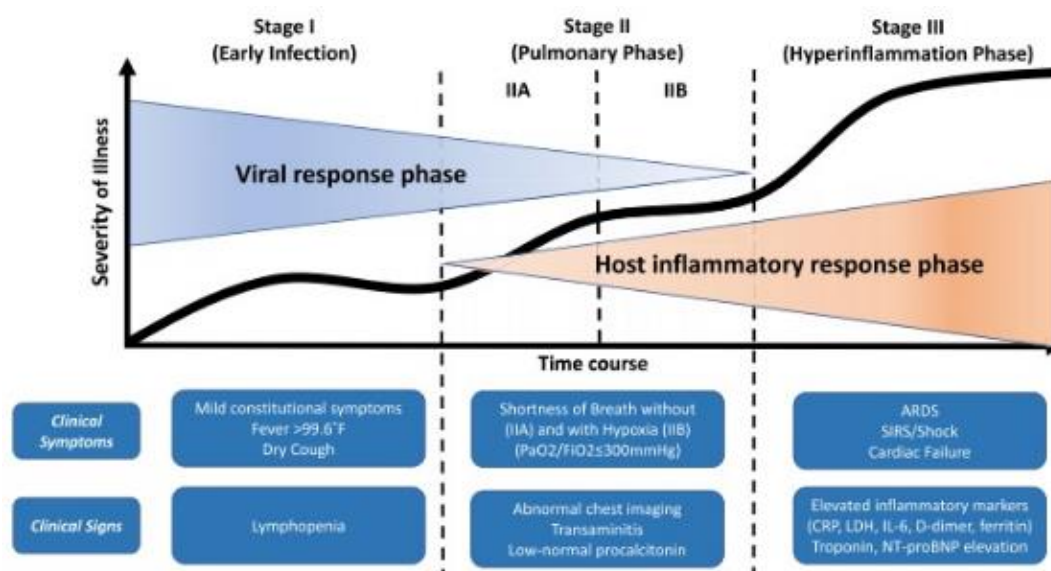 Stage I
(Early Infection)
Stage II
(Pulmonary Phase)
Stage III
(Hyperinflammation Phase)
IIA
IIB
Severity of Illness
Viral response phase
Host inflammatory response phase
Time course
Clinical
Symptoms
Mild constitutional symptoms
Fever >99.6°F
Dry Cough
Shortness of Breath without
(IIA) and with Hypoxia (IIB)
(PaO2/FiO2≤300mmHg)
ARDS
SIRS/Shock
Cardiac Failure
Clinical Signs
Lymphopenia
Abnormal chest imaging
Transaminitis
Low-normal procalcitonin
Elevated inflammatory markers
(CRP, LDH, IL-6, D-dimer, ferritin)
Troponin, NT-proBNP elevation